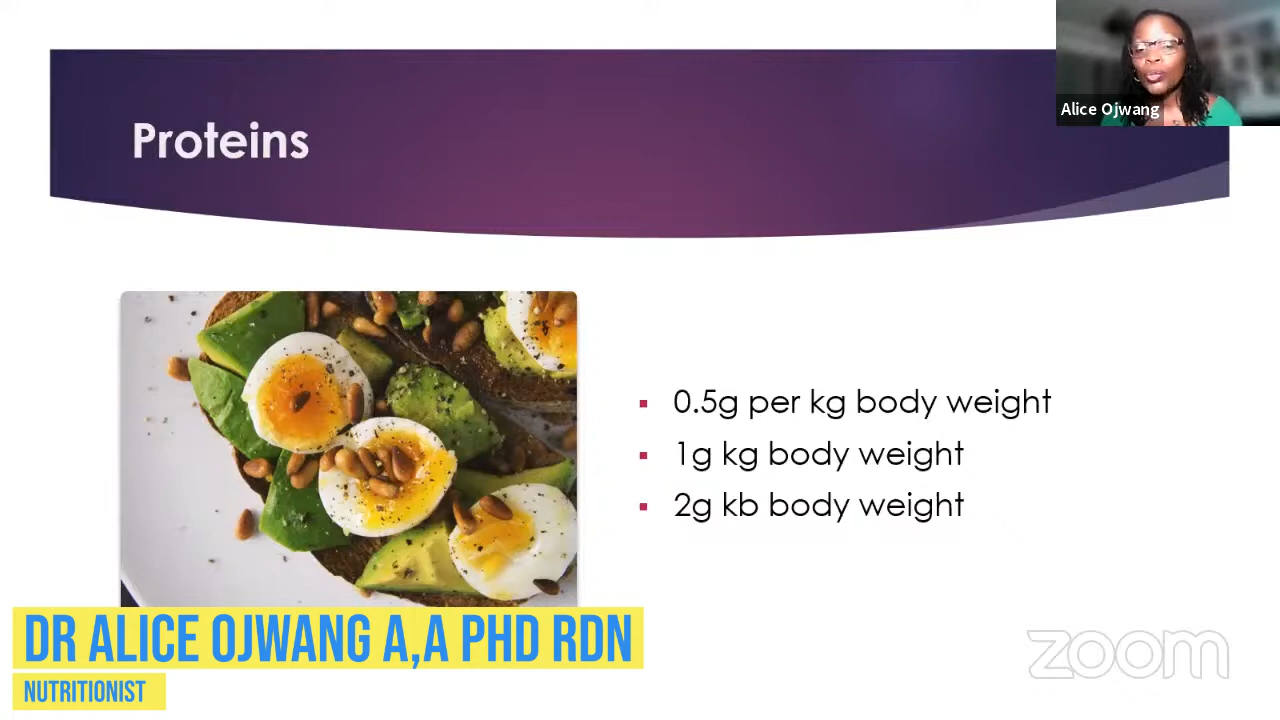 Proteins
Alice Ojwang
0.5g per kg body weight
1g kg body weight
2g kb body weight
DR ALICE OJWANG A,A PHD RDN
NUTRITIONIST
zoom